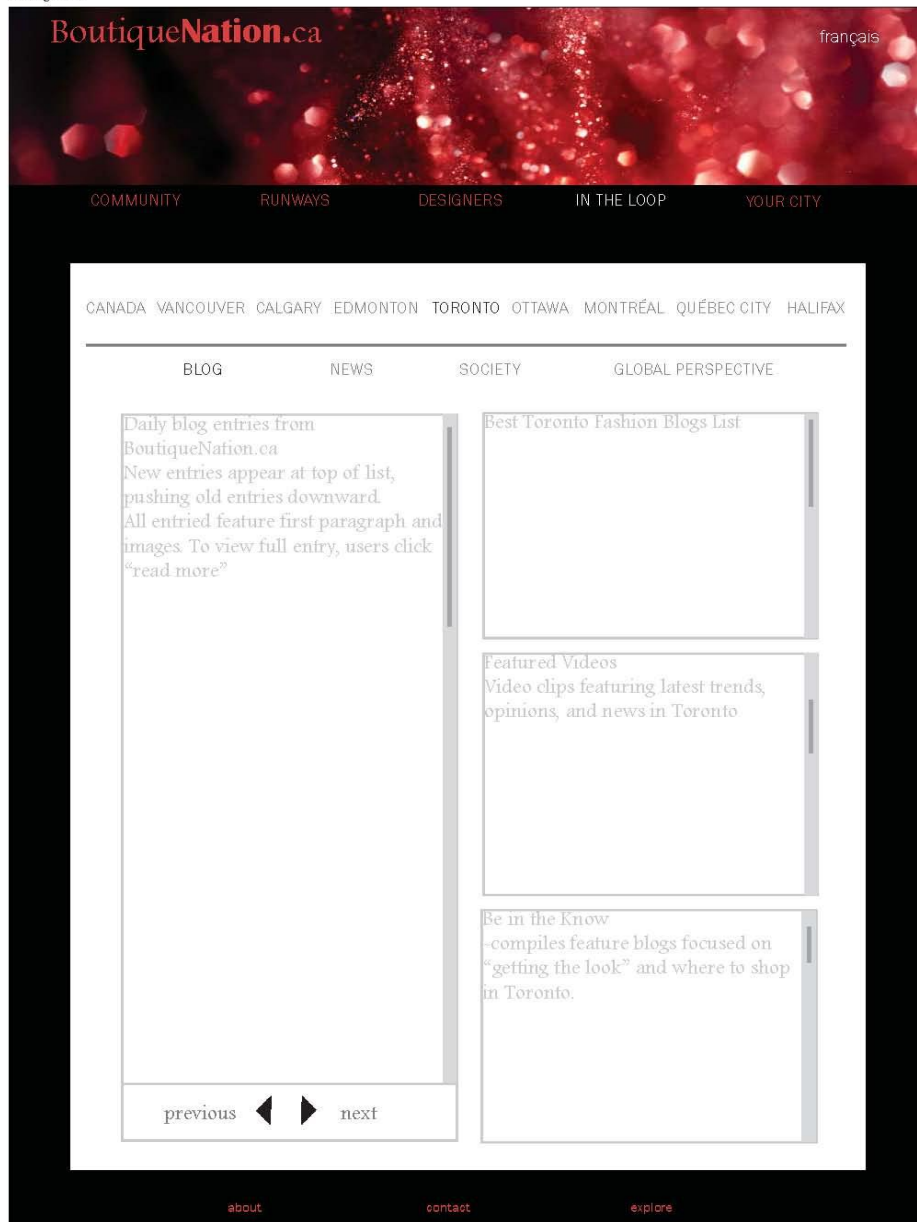 BoutiqueNation.ca
français
COMMUNITY RUNWAYS DESIGNERS IN THE LOOP YOUR CITY
CANADA VANCOUVER CALGARY EDMONTON TORONTO OTTAWA MONTRÉAL QUÉBEC CITY HALIFAX
BLOG NEWS SOCIETY GLOBAL PERSPECTIVE
Daily blog entries from
BoutiqueNation.ca
New entries appear at top of list,
pushing old entries downward.
All entried feature first paragraph and
images. To view full entry, users click
“read more”
previous next
Best Toronto Fashion Blogs List
Featured Videos
Video clips featuring latest trends,
opinions, and news in Toronto
Be in the Know
-compiles feature blogs focused on
“getting the look” and where to shop
in Toronto.
about contact explore